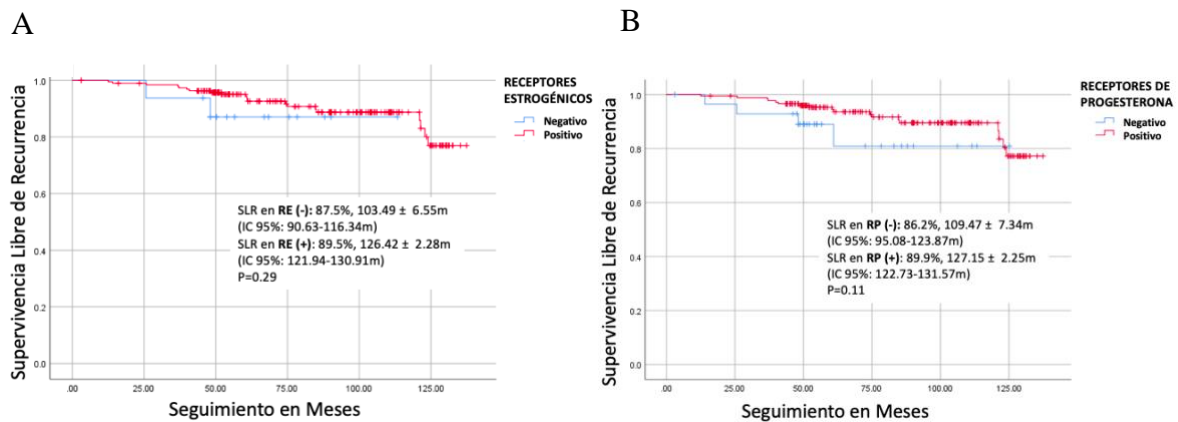 A
Supervivencia Libre de Recurrencia
1.0
0.8
0.6
0.4
0.2
0.0
RECEPTORES
ESTROGÉNICOS
Negativo
Positivo
SLR en RE (-): 87.5%, 103.49 ± 6.55m
(IC 95%: 90.63-116.34m)
SLR en RE (+): 89.5%, 126.42 ± 2.28m
(IC 95%: 121.94-130.91m)
P=0.29
.00 25.00 50.00 75.00 100.00 125.00
Seguimiento en Meses
B
Supervivencia Libre de Recurrencia
1.0
0.8
0.6
0.4
0.2
0.0
RECEPTORES DE
PROGESTERONA
Negativo
Positivo
SLR en RP (-): 86.2%, 109.47 ± 7.34m
(IC 95%: 95.08-123.87m)
SLR en RP (+): 89.9%, 127.15 ± 2.25m
(IC 95%: 122.73-131.57m)
P=0.11
.00 25.00 50.00 75.00 100.00 125.00
Seguimiento en Meses